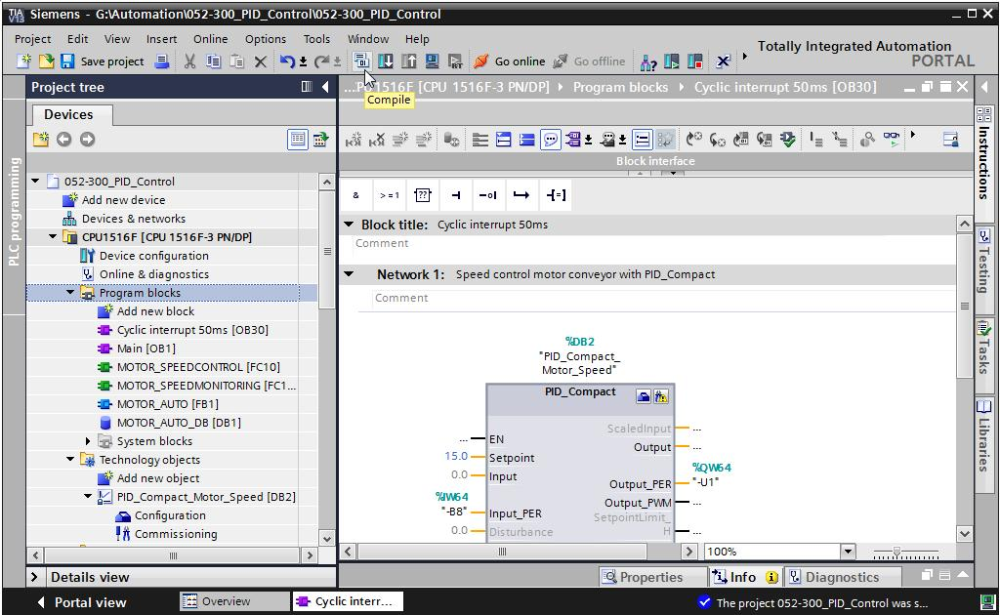 TIA V13 Siemens - G:\Automation\052-300_PID_Control\052-300_PID_Control
Project Edit View Insert Online Options Tools Window Help
Totally Integrated Automation
PORTAL
Save project Go online Go offline
Compile
Project tree
...PU1516F [CPU 1516F-3 PN/DP] Program blocks Cyclic interrupt 50ms [OB30]
Devices
PLC programming
052-300_PID_Control
Add new device
Devices & networks
CPU1516F [CPU 1516F-3 PN/DP]
Device configuration
Online & diagnostics
Program blocks
Add new block
Cyclic interrupt 50ms [OB30]
Main [OB1]
MOTOR_SPEEDCONTROL [FC10]
MOTOR_SPEEDMONITORING [FC1...
MOTOR_AUTO [FB1]
MOTOR_AUTO_DB [DB1]
System blocks
Technology objects
Add new object
PID_Compact_Motor_Speed [DB2]
Configuration
Commissioning
Details view
Block interface
& >=1 ??
Block title: Cyclic interrupt 50ms
Comment
Network 1: Speed control motor conveyor with PID_Compact
Comment
%DB2
"PID_Compact_
Motor_Speed"
PID_Compact
ScaledInput ...
... EN
Output ...
15.0 Setpoint
0.0 Input
%QW64
Output_PER "-U1"
%IW64
Output_PWM ...
"-B8" Input_PER
SetpointLimit_
H ...
0.0 Disturbance
100%
Instructions
Testing
Tasks
Libraries
Properties Info Diagnostics
Portal view Overview Cyclic interr... The project 052-300_PID_Control was s...